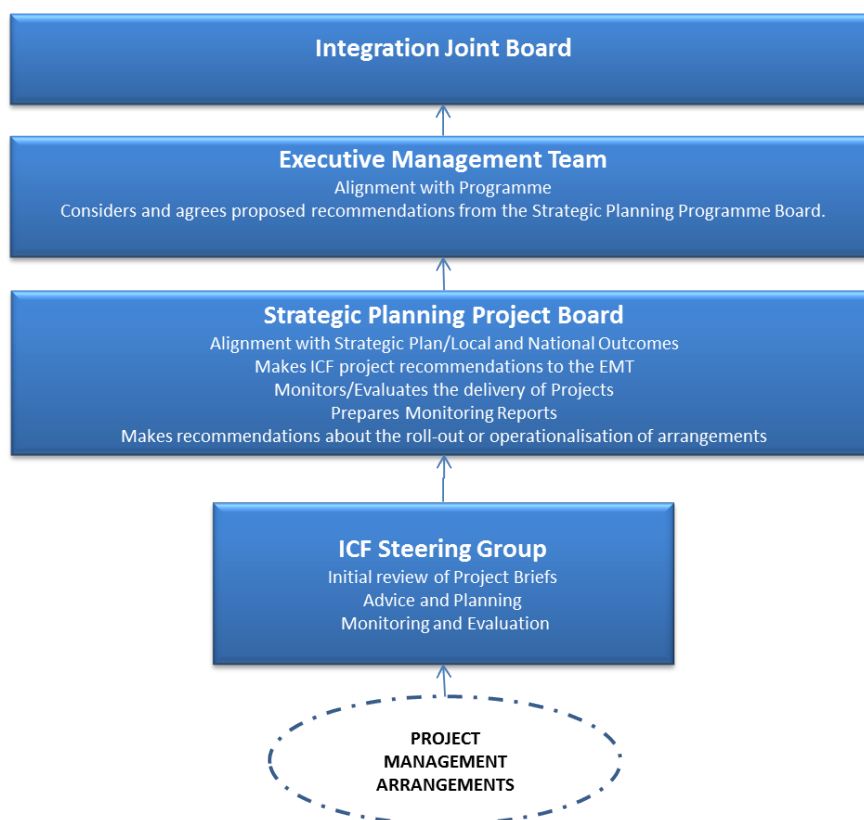 Integration Joint Board
Executive Management Team
Alignment with Programme
Considers and agrees proposed recommendations from the Strategic Planning Programme Board.
Strategic Planning Project Board
Alignment with Strategic Plan/Local and National Outcomes
Makes ICF project recommendations to the EMT
Monitors/Evaluates the delivery of Projects
Prepares Monitoring Reports
Makes recommendations about the roll-out or operationalisation of arrangements
ICF Steering Group
Initial review of Project Briefs
Advice and Planning
Monitoring and Evaluation
PROJECT
MANAGEMENT
ARRANGEMENTS